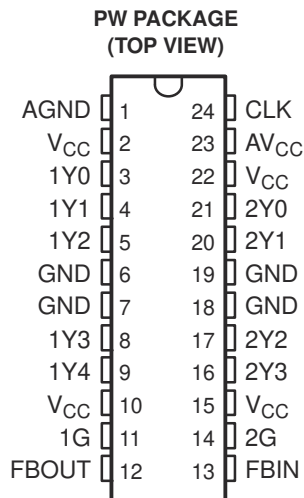 PW PACKAGE
(TOP VIEW)
AGND 1 24 CLK
VCC 2 23 AVCC
1Y0 3 22 VCC
1Y1 4 21 2Y0
1Y2 5 20 2Y1
GND 6 19 GND
GND 7 18 GND
1Y3 8 17 2Y2
1Y4 9 16 2Y3
VCC 10 15 VCC
1G 11 14 2G
FBOUT 12 13 FBIN